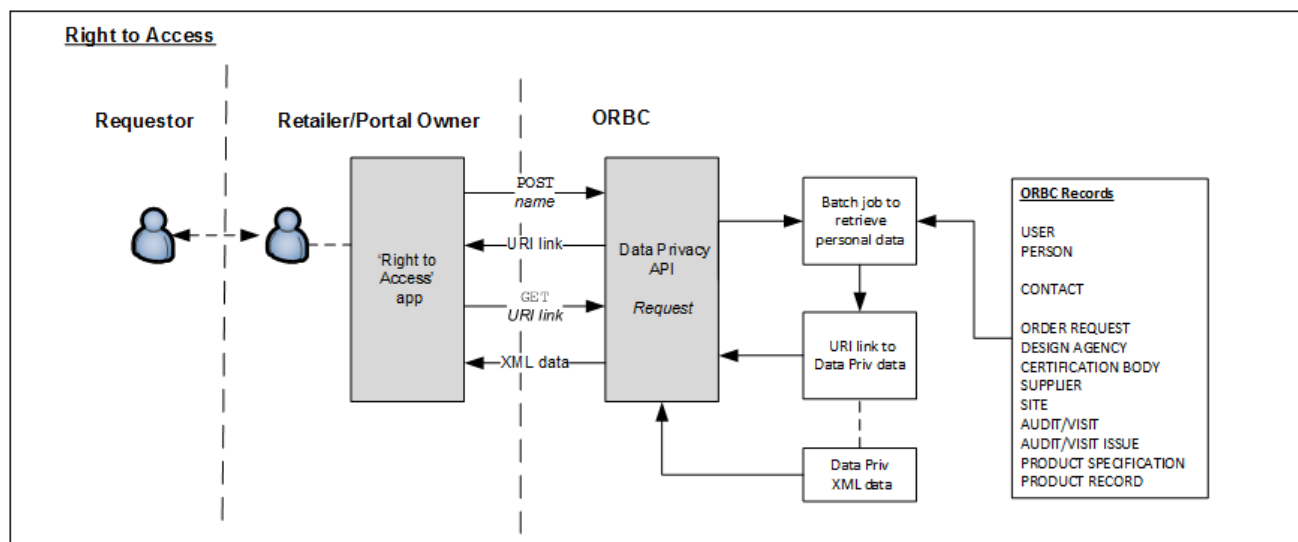 Right to Access
Requestor
Retailer/Portal Owner
ORBC
'Right to
Access'
app
POST
name
URI link
GET
URI link
XML data
Data Privacy
API
Request
Batch job to
retrieve
personal data
URI link to
Data Priv data
Data Priv
XML data
ORBC Records
USER
PERSON
CONTACT
ORDER REQUEST
DESIGN AGENCY
CERTIFICATION BODY
SUPPLIER
SITE
AUDIT/VISIT
AUDIT/VISIT ISSUE
PRODUCT SPECIFICATION
PRODUCT RECORD